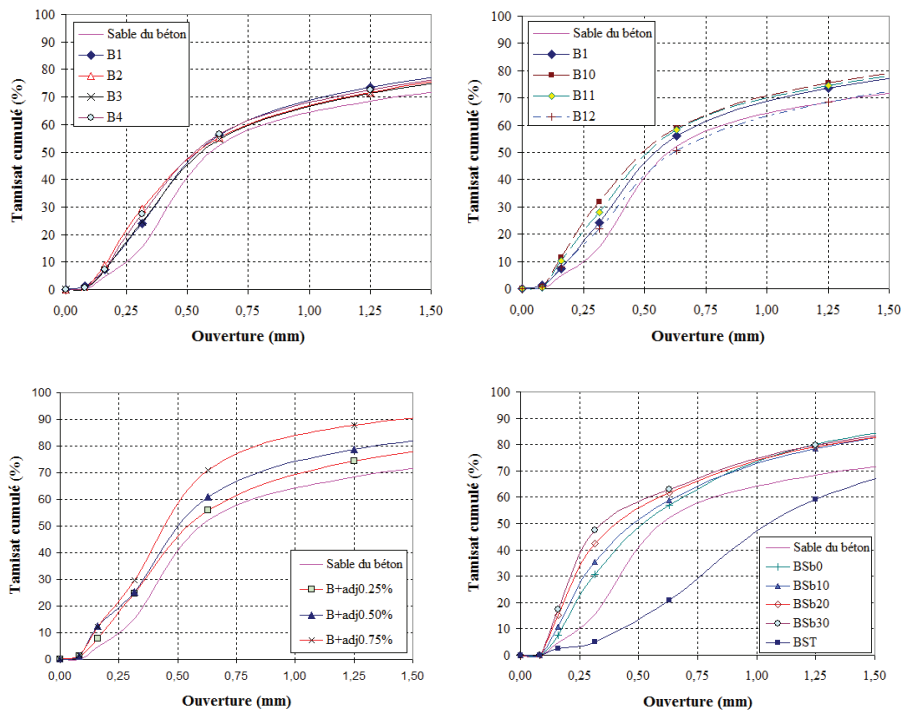 100
90
80
70
60
50
40
30
20
10
0
Tamisat cumulé (%)
Sable du béton
B1
B2
B3
B4
0,00 0,25 0,50 0,75 1,00 1,25 1,50
Ouverture (mm)
100
90
80
70
60
50
40
30
20
10
0
Tamisat cumulé (%)
Sable du béton
B1
B10
B11
B12
0,00 0,25 0,50 0,75 1,00 1,25 1,50
Ouverture (mm)
100
90
80
70
60
50
40
30
20
10
0
Tamisat cumulé (%)
Sable du béton
B+adj0.25%
B+adj0.50%
B+adj0.75%
0,00 0,25 0,50 0,75 1,00 1,25 1,50
Ouverture (mm)
100
90
80
70
60
50
40
30
20
10
0
Tamisat cumulé (%)
Sable du béton
BSb0
BSb10
BSb20
BSb30
BST
0,00 0,25 0,50 0,75 1,00 1,25 1,50
Ouverture (mm)